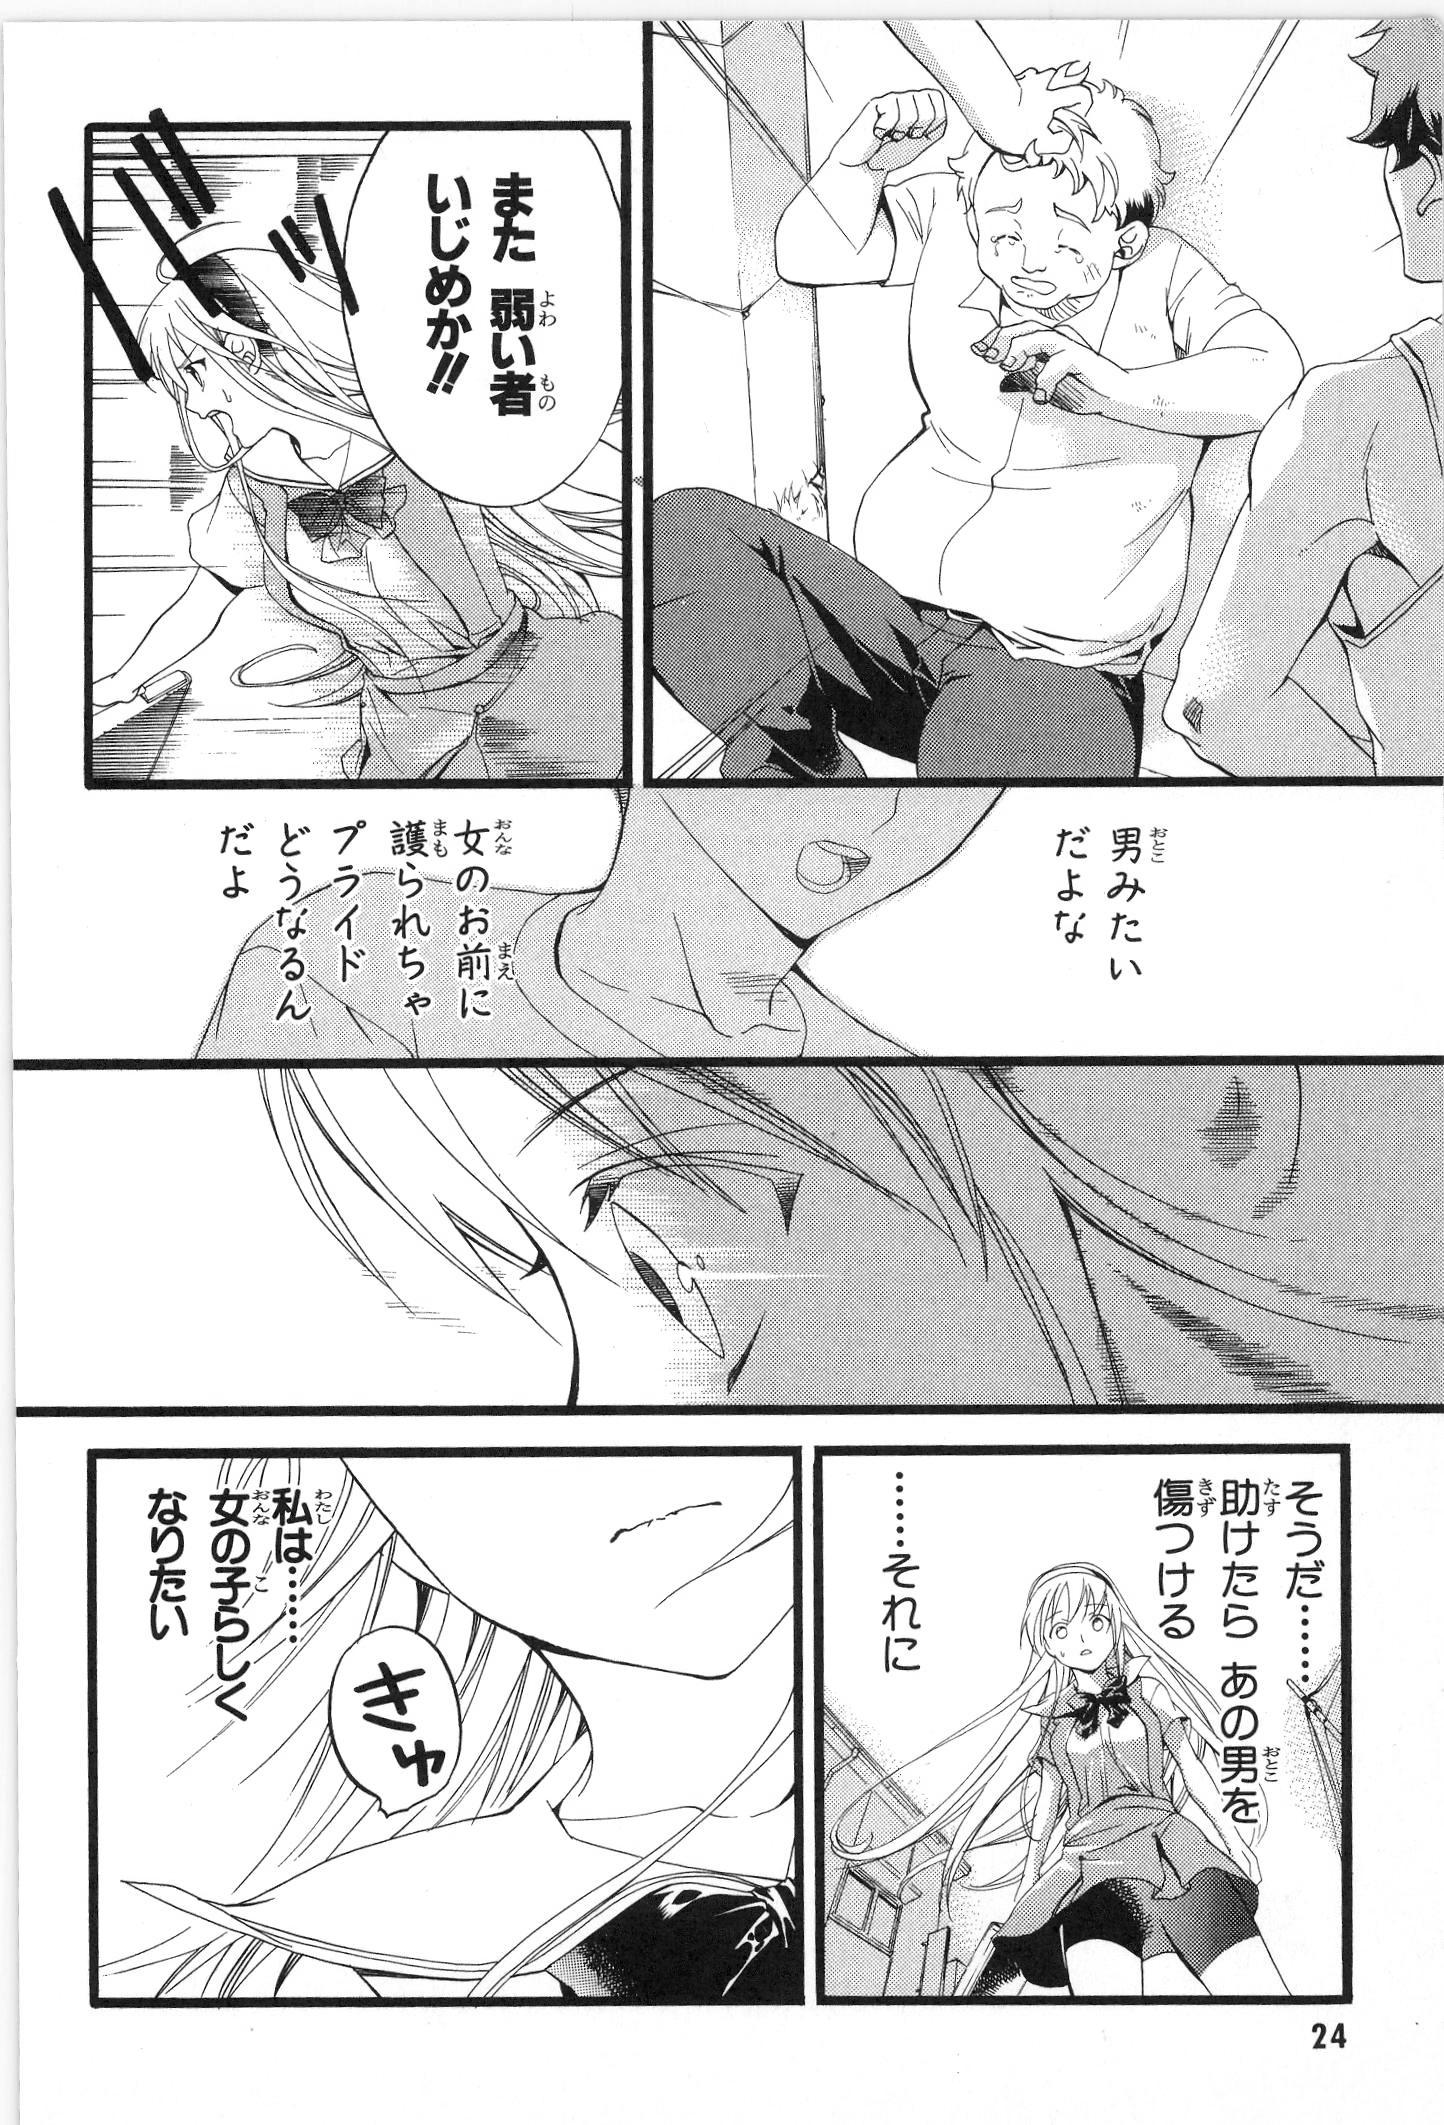 また 弱い者
いじめか!!
男みたい
だよな
女のお前に
護られちゃ
プライド
どうなるん
だよ
そうだ……
助けたら あの男を
傷つける
……それに
私は……
女の子らしく
なりたい
きゅ
24